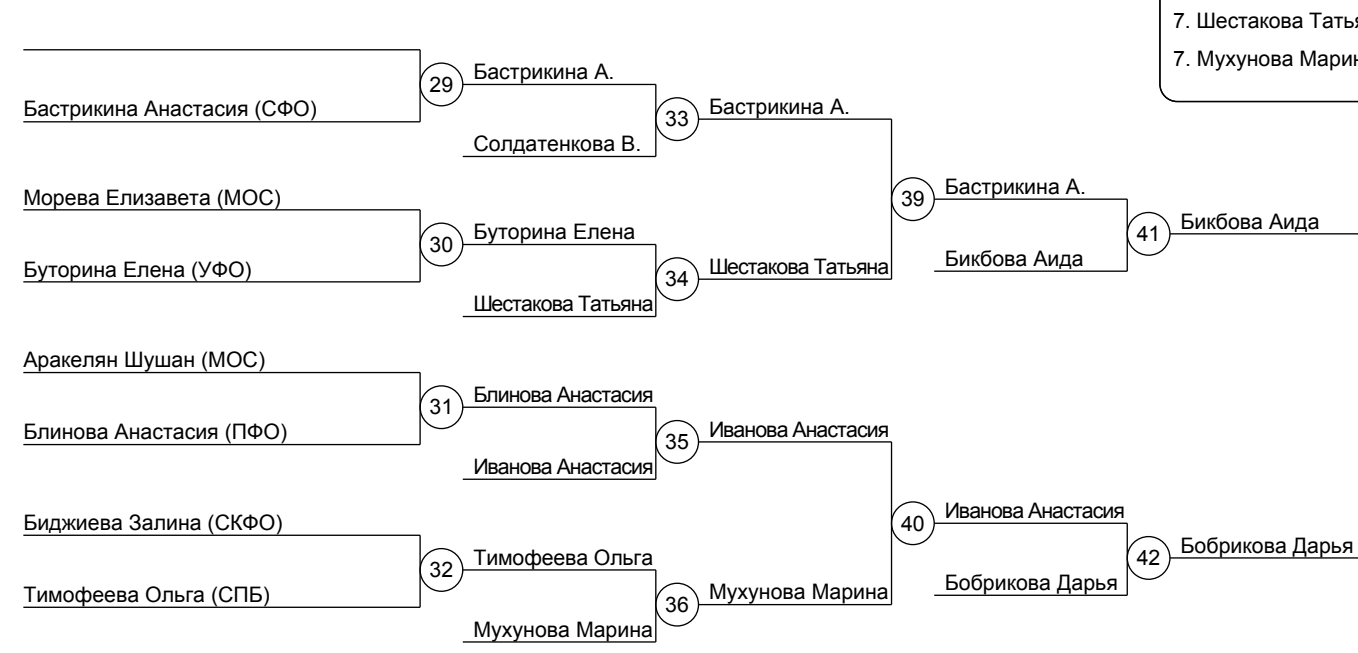 7. Шестакова Татья
7. Мухунова Марин
29 Бастрикина А.
Бастрикина Анастасия (СФО)
33 Бастрикина А.
Солдатенкова В.
39 Бастрикина А.
Морева Елизавета (МОС)
30 Буторина Елена
41 Бикбова Аида
Буторина Елена (УФО)
34 Шестакова Татьяна
Бикбова Аида
Шестакова Татьяна
Аракелян Шушан (МОС)
31 Блинова Анастасия
Блинова Анастасия (ПФО)
35 Иванова Анастасия
Иванова Анастасия
40 Иванова Анастасия
Биджиева Залина (СКФО)
32 Тимофеева Ольга
42 Бобрикова Дарья
Тимофеева Ольга (СПБ)
36 Мухунова Марина
Бобрикова Дарья
Мухунова Марина